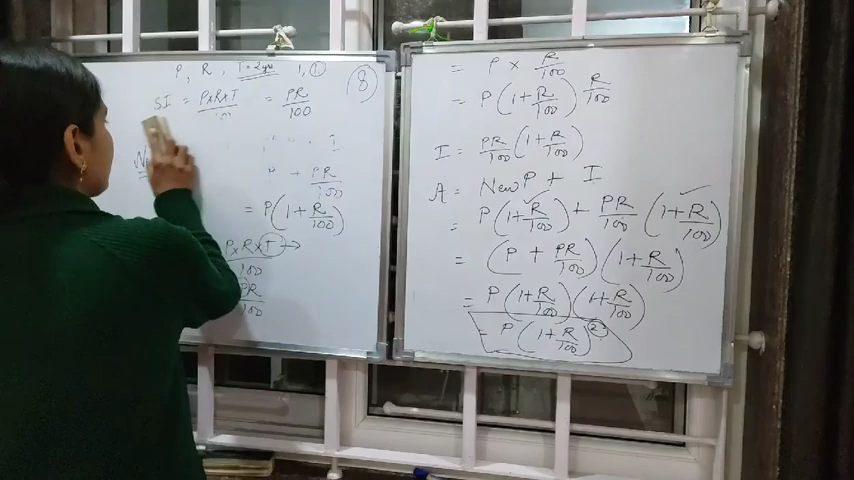 P, R, T = 2yrs 1, ①
⑧
SI = PxRxT/100 = PR/100
P + PR/100
= P(1+R/100)
PxRxT/100 →
PR/100
= P x R/100
= P(1+R/100) R/100
I = PR/100(1+R/100)
A = New P + I
= P(1+R/100) + PR/100 (1+R/100)
= (P + PR/100)(1+R/100)
= P(1+R/100)(1+R/100)
= P(1+R/100)²